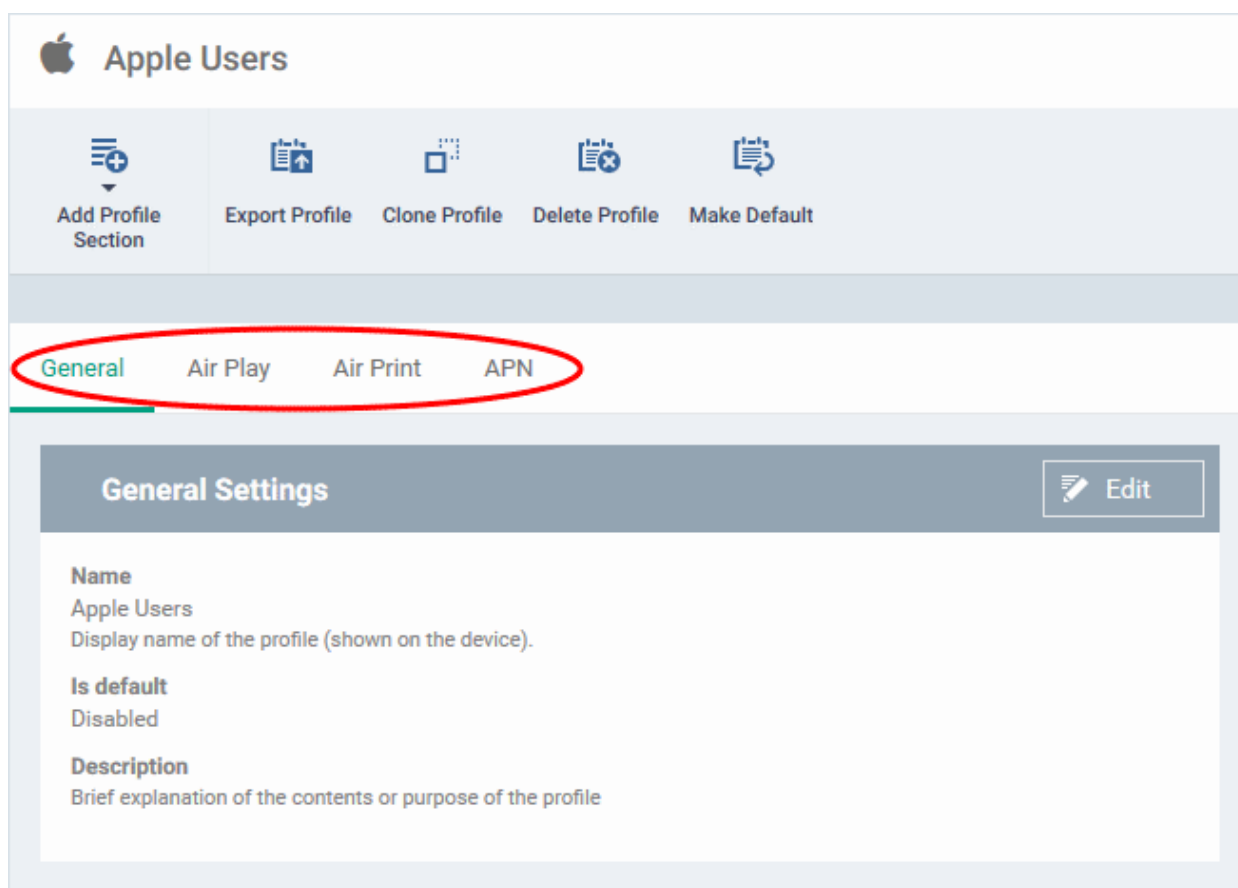 Apple Users
Add Profile
Section
Export Profile
Clone Profile
Delete Profile
Make Default
General
Air Play
Air Print
APN
General Settings
Edit
Name
Apple Users
Display name of the profile (shown on the device).
Is default
Disabled
Description
Brief explanation of the contents or purpose of the profile